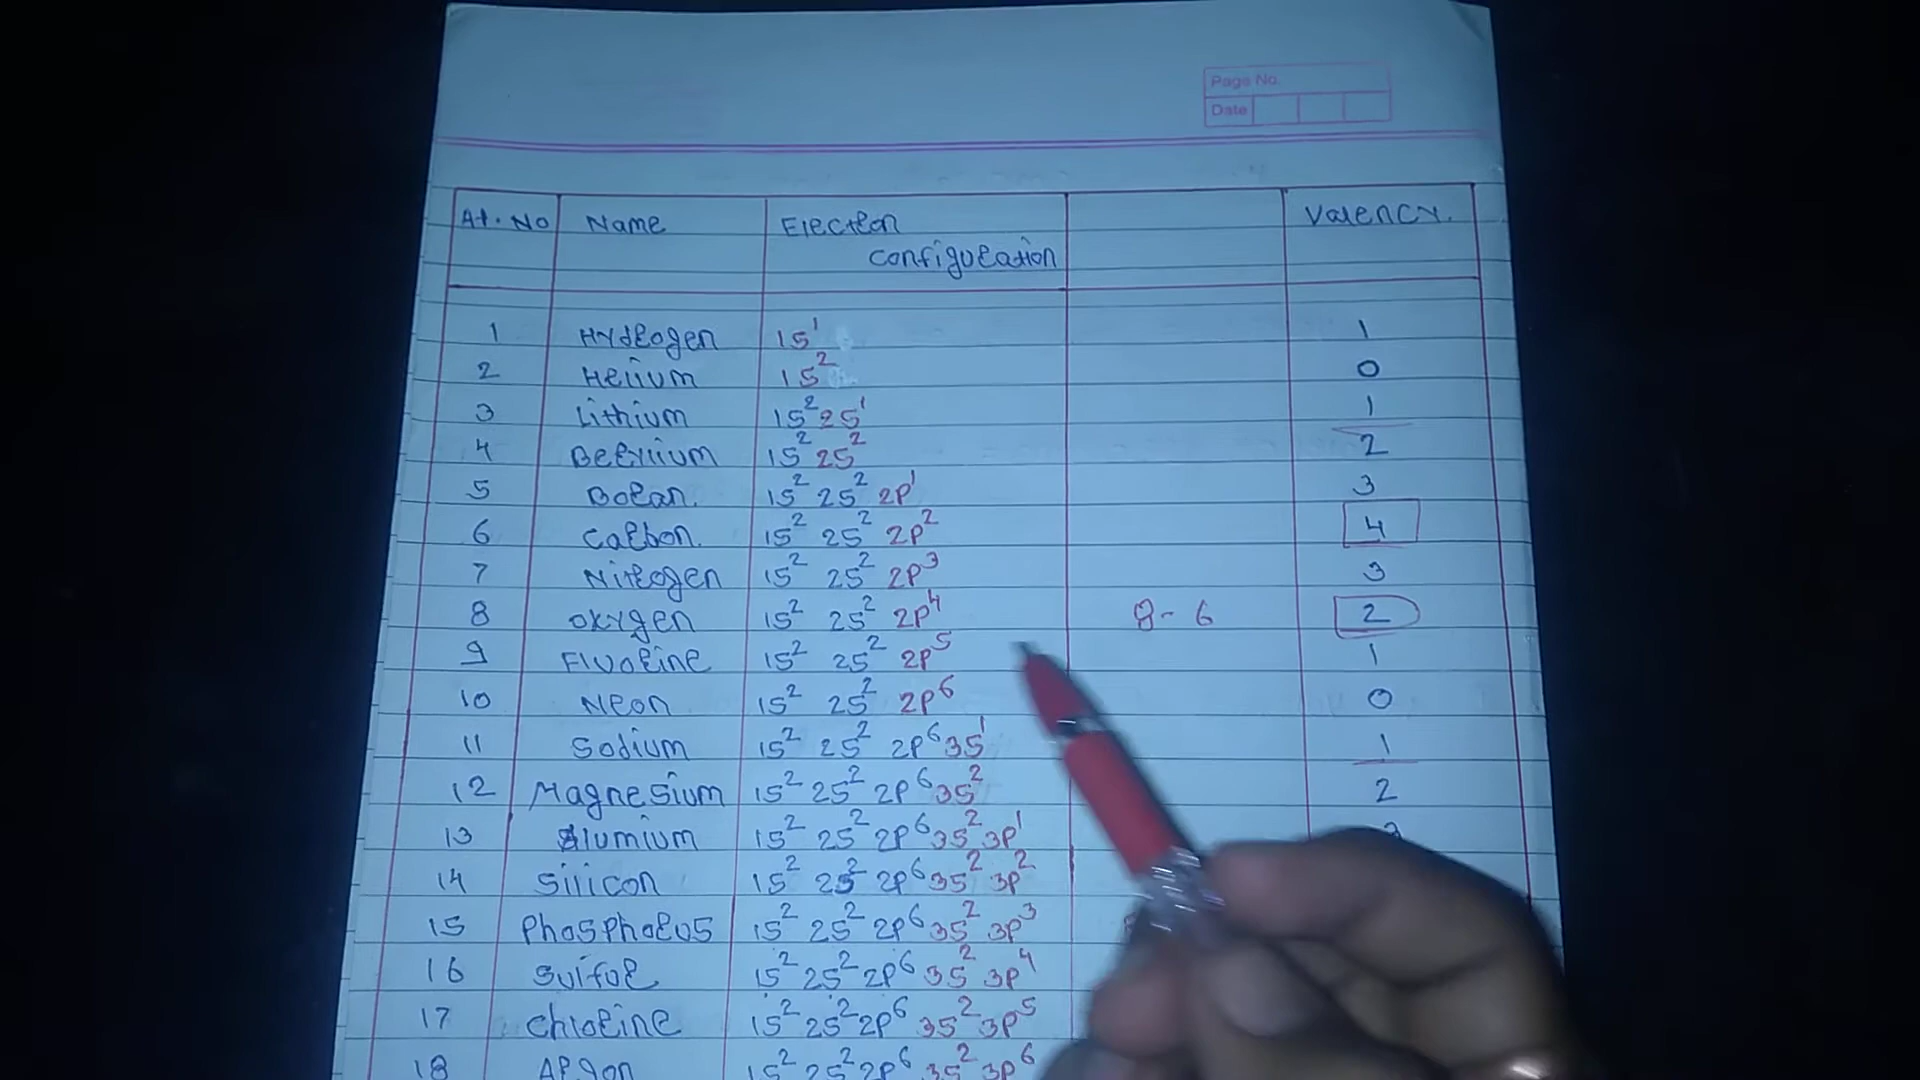 Page No.
Date
At. No Name Electron configuration Valency.
1 Hydrogen 1s¹ 1
2 Helium 1s² 0
3 Lithium 1s² 2s¹ 1
4 Berylium 1s² 2s² 2
5 Boran. 1s² 2s² 2p¹ 3
6 Carbon. 1s² 2s² 2p² 4
7 Nitrogen 1s² 2s² 2p³ 3
8 Oxygen 1s² 2s² 2p⁴ 8-6 2
9 Fluorine 1s² 2s² 2p⁵ 1
10 Neon 1s² 2s² 2p⁶ 0
11 Sodium 1s² 2s² 2p⁶ 3s¹ 1
12 Magnesium 1s² 2s² 2p⁶ 3s² 2
13 Alumium 1s² 2s² 2p⁶ 3s² 3p¹
14 Silicon 1s² 2s² 2p⁶ 3s² 3p²
15 Phosphorus 1s² 2s² 2p⁶ 3s² 3p³
16 Sulfur 1s² 2s² 2p⁶ 3s² 3p⁴
17 Chlorine 1s² 2s² 2p⁶ 3s² 3p⁵
18 Argon 1s² 2s² 2p⁶ 3s² 3p⁶